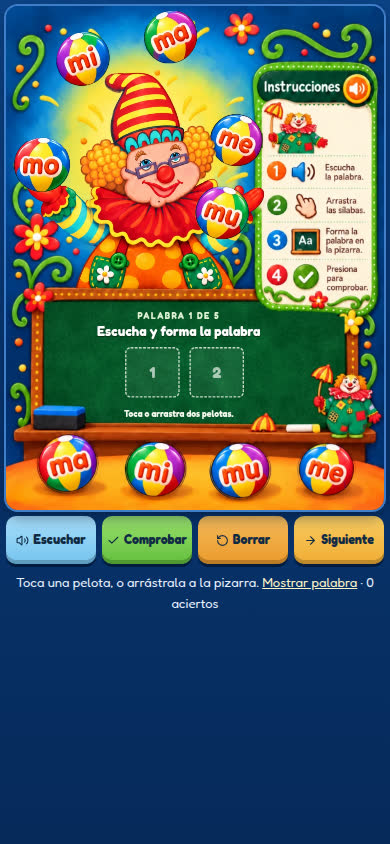 mi
ma
mo
me
mu
Instrucciones
1
Escucha
la palabra.
2
Arrastra
las sílabas.
3
Aa
Forma la
palabra en
la pizarra.
4
Presiona
para
comprobar.
PALABRA 1 DE 5
Escucha y forma la palabra
1
2
Toca o arrastra dos pelotas.
ma
mi
mu
me
Escuchar
Comprobar
Borrar
Siguiente
Toca una pelota, o arrástrala a la pizarra. Mostrar palabra · 0
aciertos